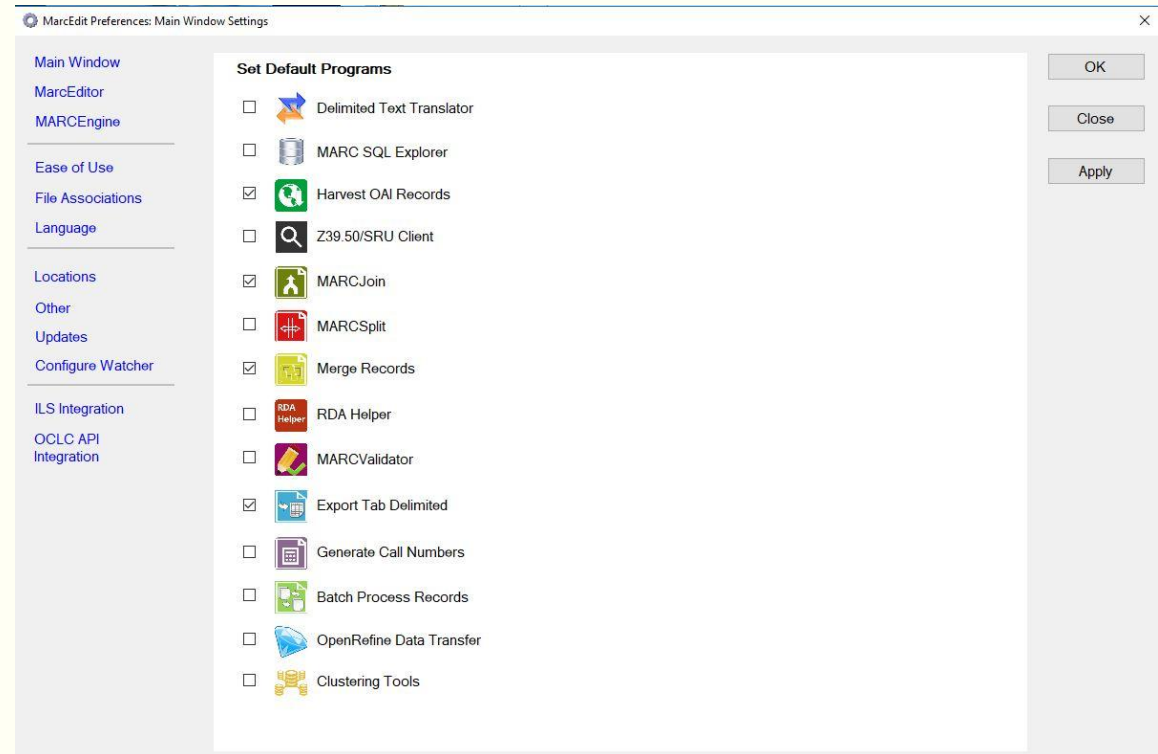 MarcEdit Preferences: Main Window Settings
Main Window
MarcEditor
MARCEngine
Ease of Use
File Associations
Language
Locations
Other
Updates
Configure Watcher
ILS Integration
OCLC API
Integration
Set Default Programs
Delimited Text Translator
MARC SQL Explorer
Harvest OAI Records
Z39.50/SRU Client
MARCJoin
MARCSplit
Merge Records
RDA
Helper
RDA Helper
MARCValidator
Export Tab Delimited
Generate Call Numbers
Batch Process Records
OpenRefine Data Transfer
Clustering Tools
OK
Close
Apply